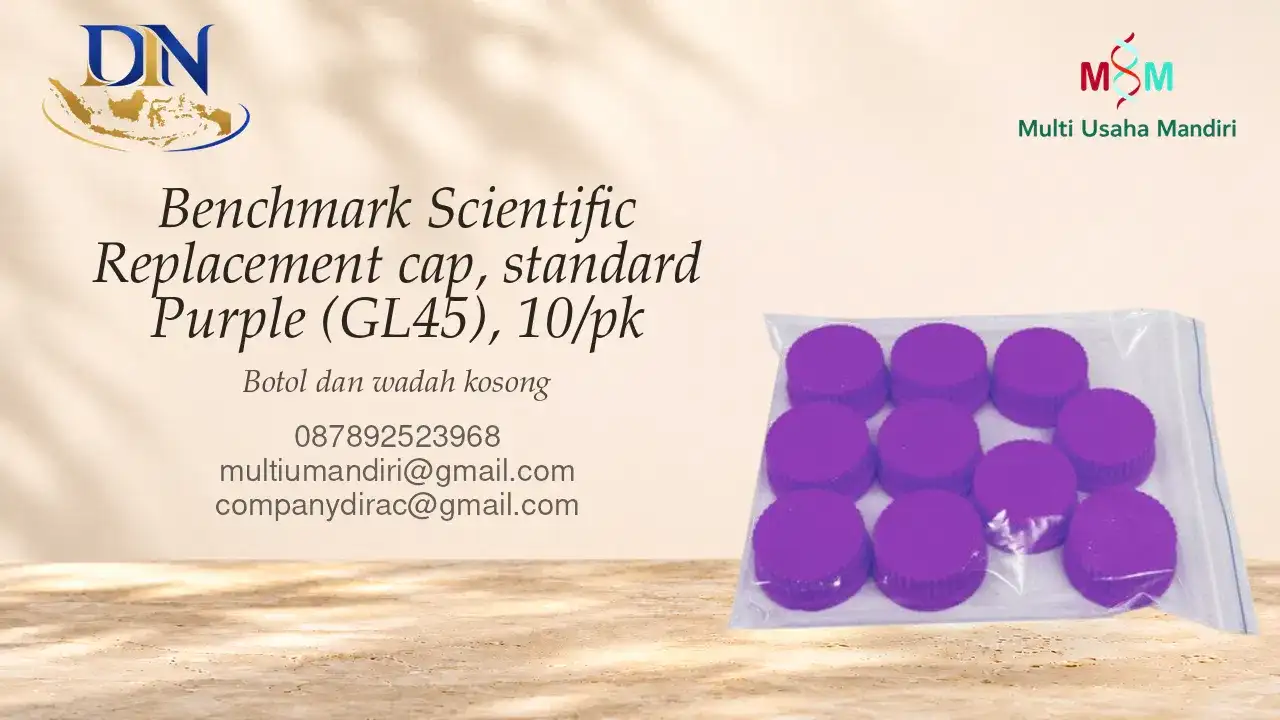 DIN
M M
Multi Usaha Mandiri
Benchmark Scientific
Replacement cap, standard
Purple (GL45), 10/pk
Botol dan wadah kosong
087892523968
multiumandiri@gmail.com
companydirac@gmail.com